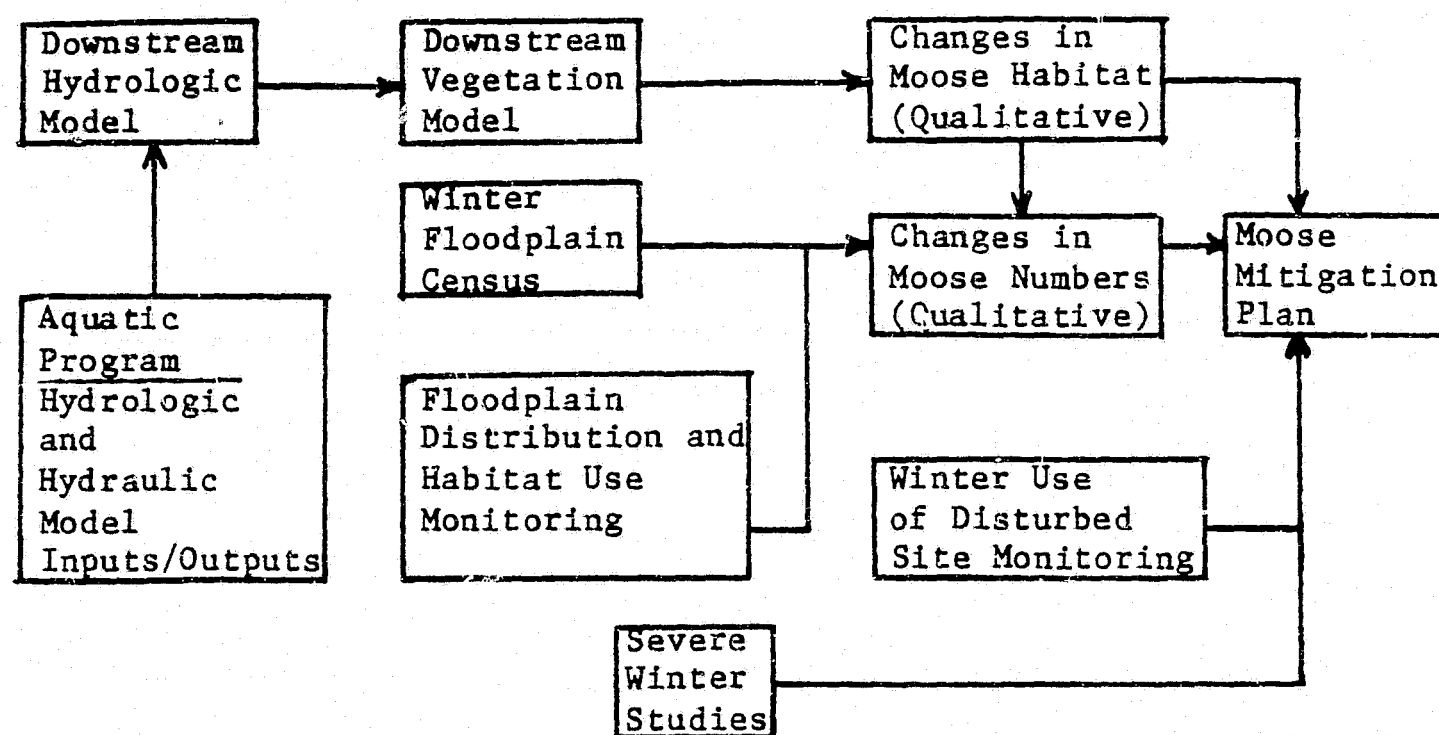 Downstream
Hydrologic
Model
Downstream
Vegetation
Model
Changes in
Moose Habitat
(Qualitative)
Winter
Floodplain
Census
Changes in
Moose Numbers
(Qualitative)
Moose
Mitigation
Plan
Aquatic
Program
Hydrologic
and
Hydraulic
Model
Inputs/Outputs
Floodplain
Distribution and
Habitat Use
Monitoring
Winter Use
of Disturbed
Site Monitoring
Severe
Winter
Studies